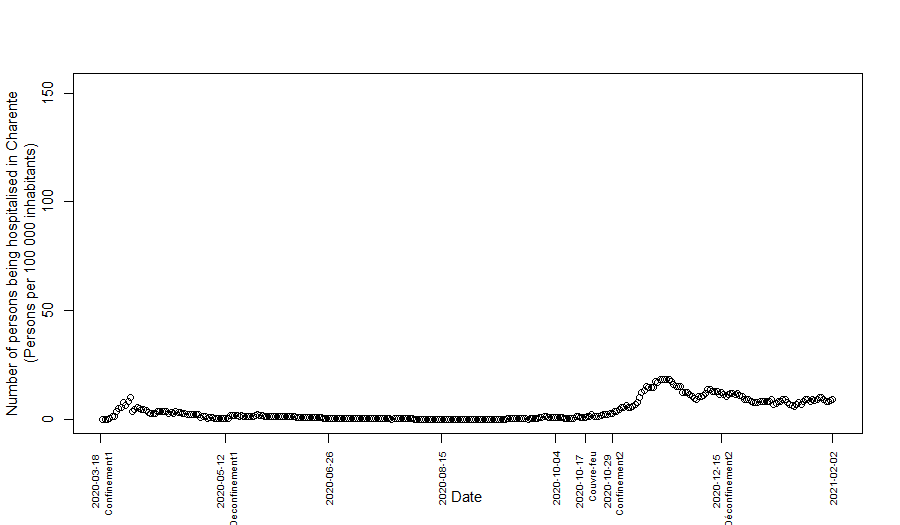 Number of persons being hospitalised in Charente
(Persons per 100 000 inhabitants)
150
100
50
0
2020-03-18
Confinement1
2020-05-12
Déconfinement1
2020-06-26
2020-08-15
2020-10-04
2020-10-17
Couvre-feu
2020-10-29
Confinement2
2020-12-15
Déconfinement2
2021-02-02
Date